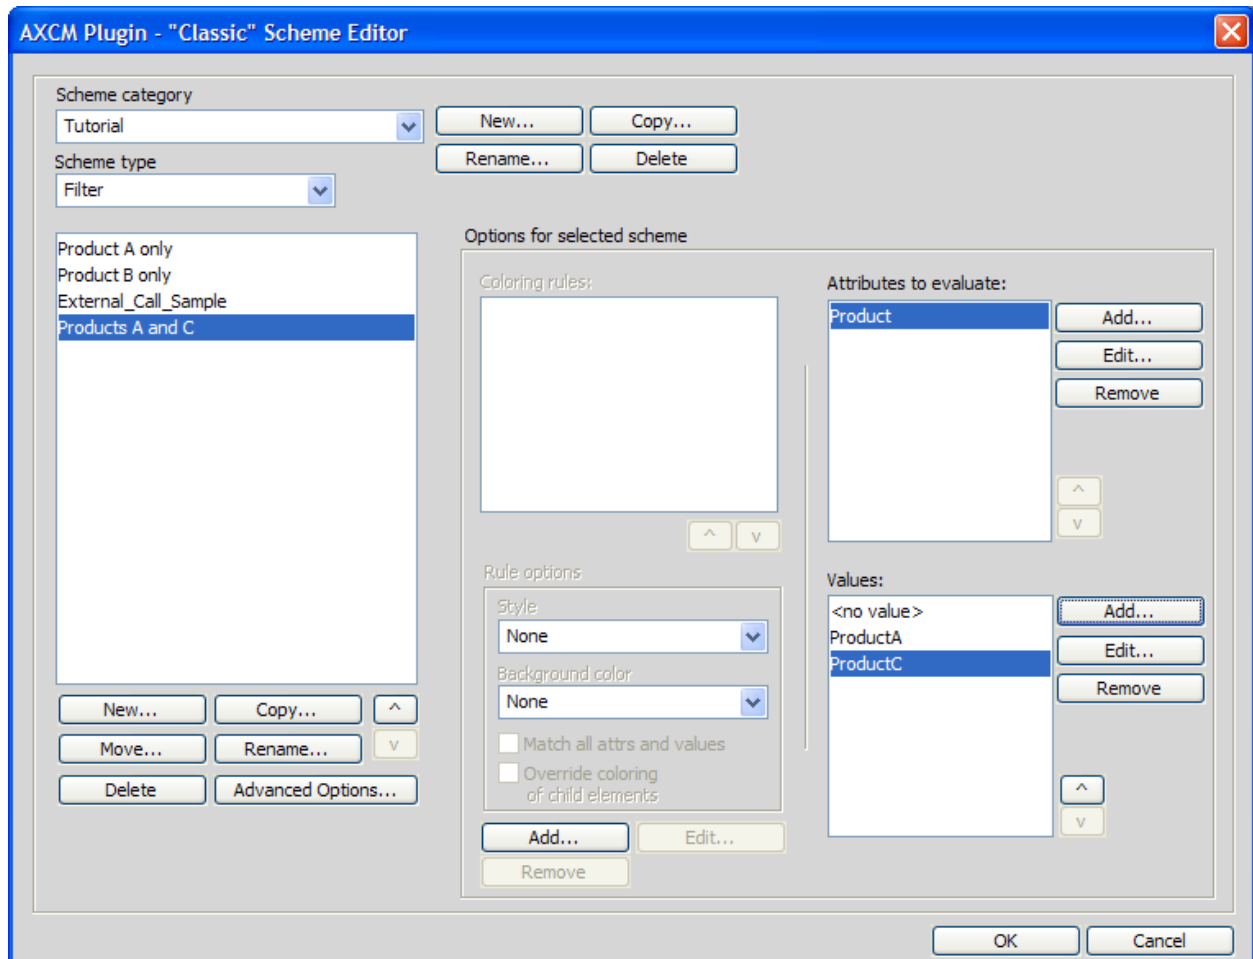 AXCM Plugin - "Classic" Scheme Editor
Scheme category
Tutorial
New...
Copy...
Rename...
Delete
Scheme type
Filter
Product A only
Product B only
External_Call_Sample
Products A and C
New...
Copy...
^
Move...
Rename...
v
Delete
Advanced Options...
Options for selected scheme
Coloring rules:
^
v
Rule options
Style
None
Background color
None
Match all attrs and values
Override coloring
of child elements
Add...
Edit...
Remove
Attributes to evaluate:
Product
Add...
Edit...
Remove
^
v
Values:
<no value>
ProductA
ProductC
Add...
Edit...
Remove
^
v
OK
Cancel